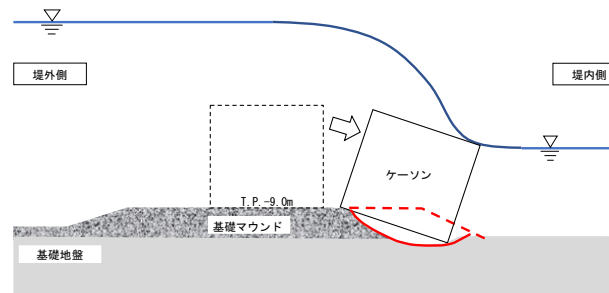 堤外側
堤内側
ケーソン
T.P.-9.0m
基礎マウンド
基礎地盤